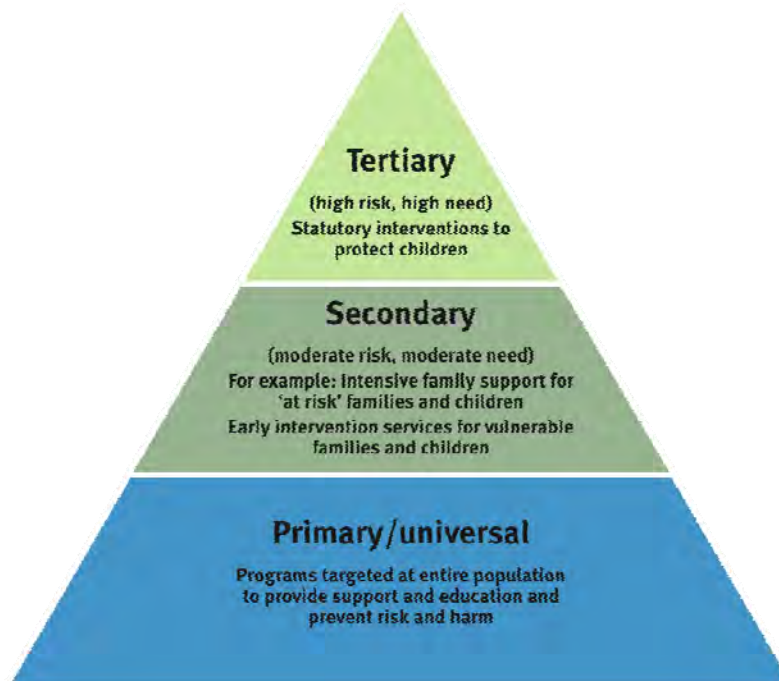 Tertiary
(high risk, high need)
Statutory interventions to
protect children
Secondary
(moderate risk, moderate need)
For example: Intensive family support for
‘at risk’ families and children
Early intervention services for vulnerable
families and children
Primary/universal
Programs targeted at entire population
to provide support and education and
prevent risk and harm